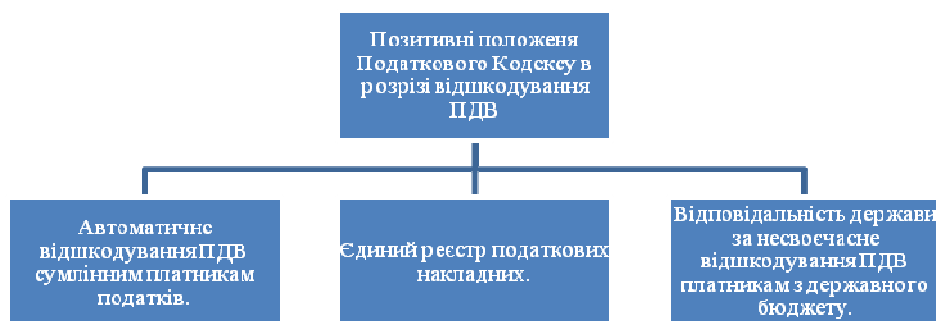 Позитивні положеня
Податкового Кодексу в
розрізі відшкодування
ПДВ
Автоматичне
відшкодування ПДВ
сумлінним платникам
податків.
Єдиний реєстр податкових
накладних.
Відповідальність держави
за несвоєчасне
відшкодування ПДВ
платникам з державного
бюджету.